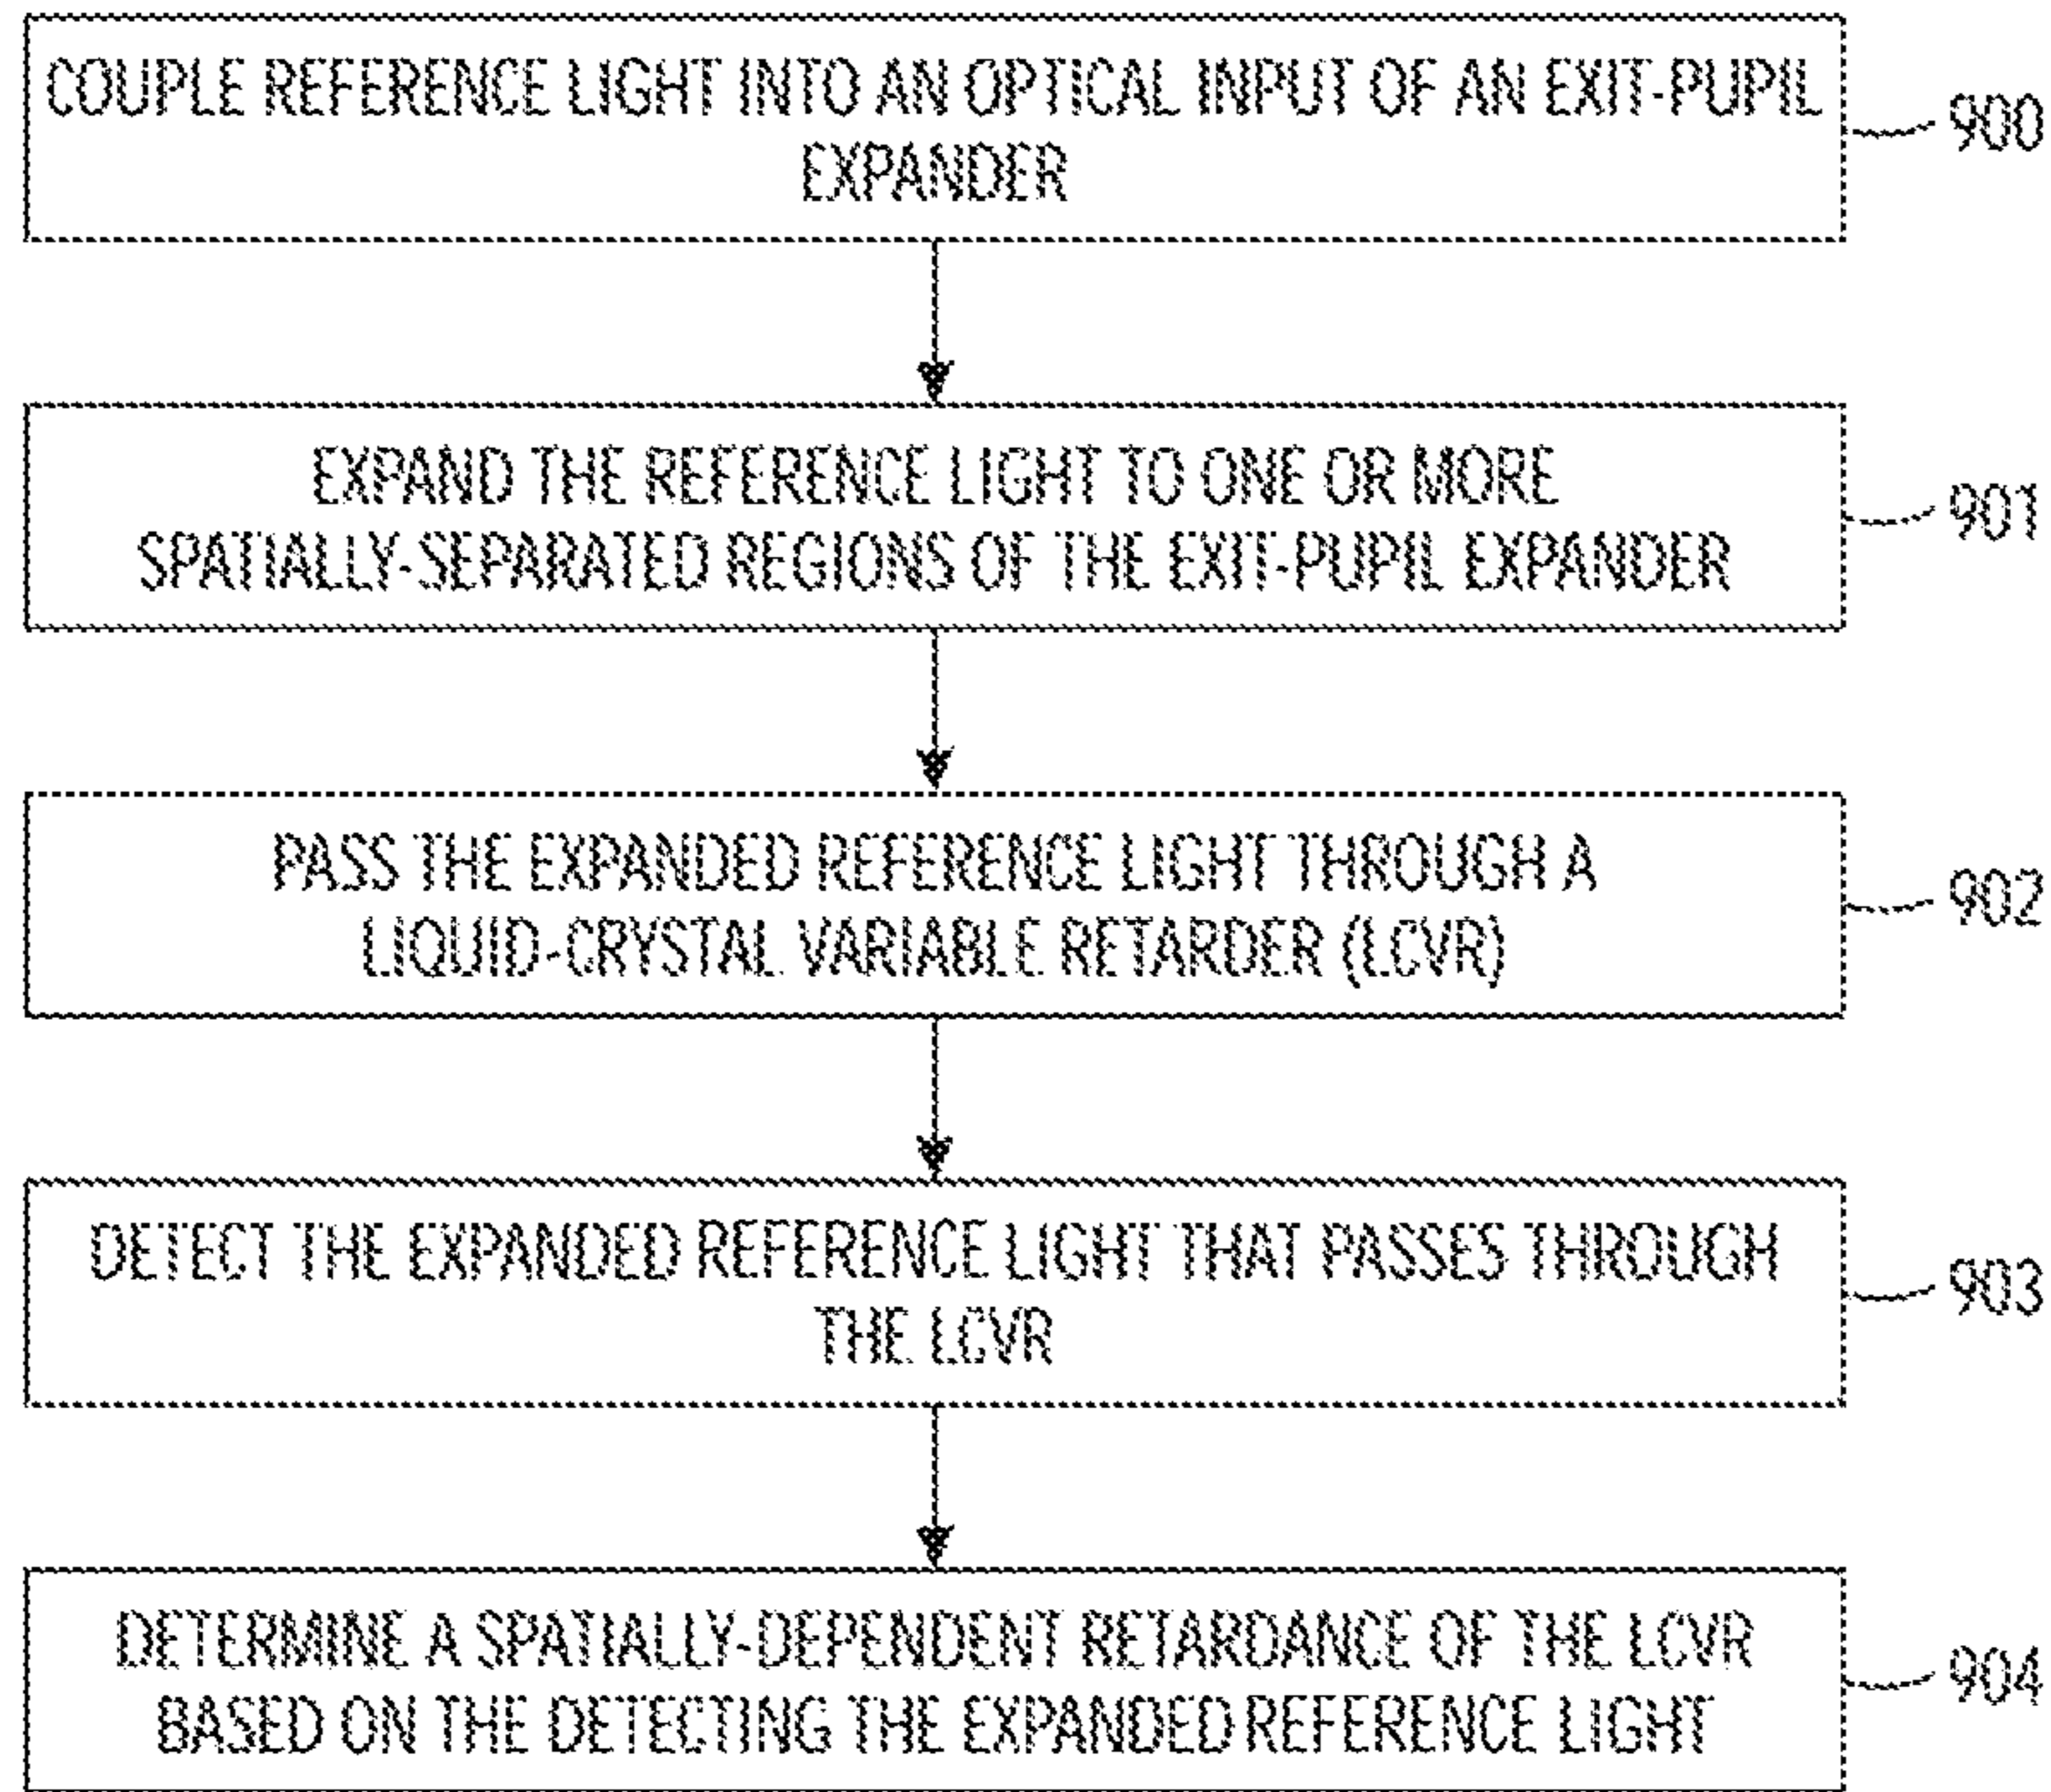 COUPLE REFERENCE LIGHT INTO AN OPTICAL INPUT OF AN EXIT-PUPIL
EXPANDER
900
EXPAND THE REFERENCE LIGHT TO ONE OR MORE
SPATIALLY-SEPARATED REGIONS OF THE EXIT-PUPIL EXPANDER
901
PASS THE EXPANDED REFERENCE LIGHT THROUGH A
LIQUID-CRYSTAL VARIABLE RETARDER (LCVR)
902
DETECT THE EXPANDED REFERENCE LIGHT THAT PASSES THROUGH
THE LCVR
903
DETERMINE A SPATIALLY-DEPENDENT RETARDANCE OF THE LCVR
BASED ON THE DETECTING THE EXPANDED REFERENCE LIGHT
904